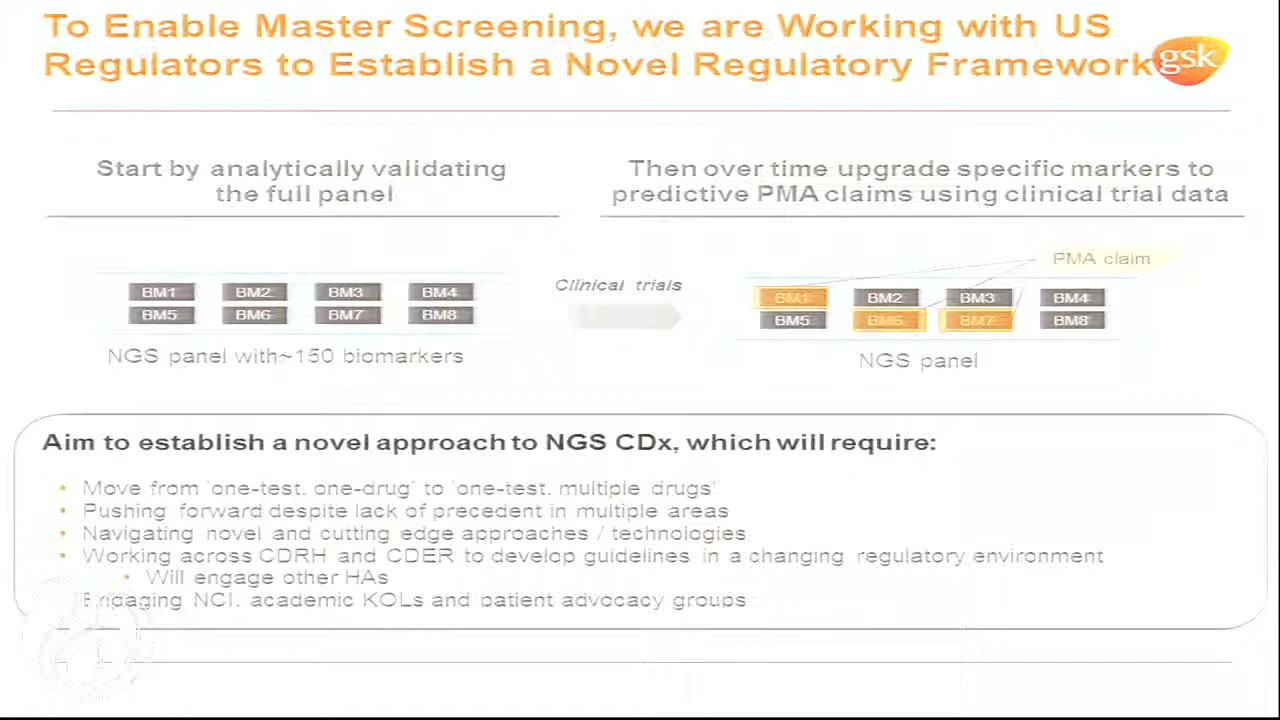 To Enable Master Screening, we are Working with US
Regulators to Establish a Novel Regulatory Framework
gsk
Start by analytically validating
the full panel
Then over time upgrade specific markers to
predictive PMA claims using clinical trial data
PMA claim
Clinical trials
BM1 BM2 BM3 BM4
BM5 BM6 BM7 BM8
NGS panel with~150 biomarkers
BM1 BM2 BM3 BM4
BM5 BM6 BM7 BM8
NGS panel
Aim to establish a novel approach to NGS CDx, which will require:
• Move from 'one-test, one-drug' to 'one-test, multiple drugs'
• Pushing forward despite lack of precedent in multiple areas
• Navigating novel and cutting edge approaches / technologies
• Working across CDRH and CDER to develop guidelines in a changing regulatory environment
• Will engage other HAs
Engaging NCI, academic KOLs and patient advocacy groups